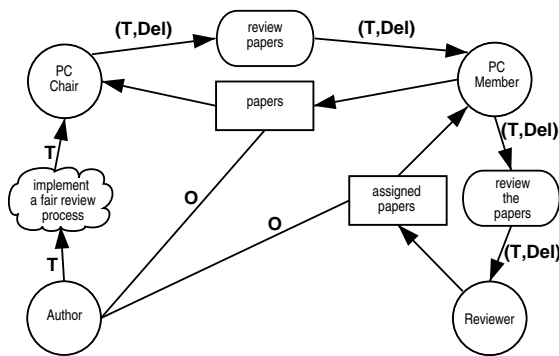 (T,Del)
review
papers
(T,Del)
PC
Chair
PC
Member
papers
T
(T,Del)
implement
a fair review
process
O
assigned
papers
review
the
papers
O
T
(T,Del)
Author
Reviewer